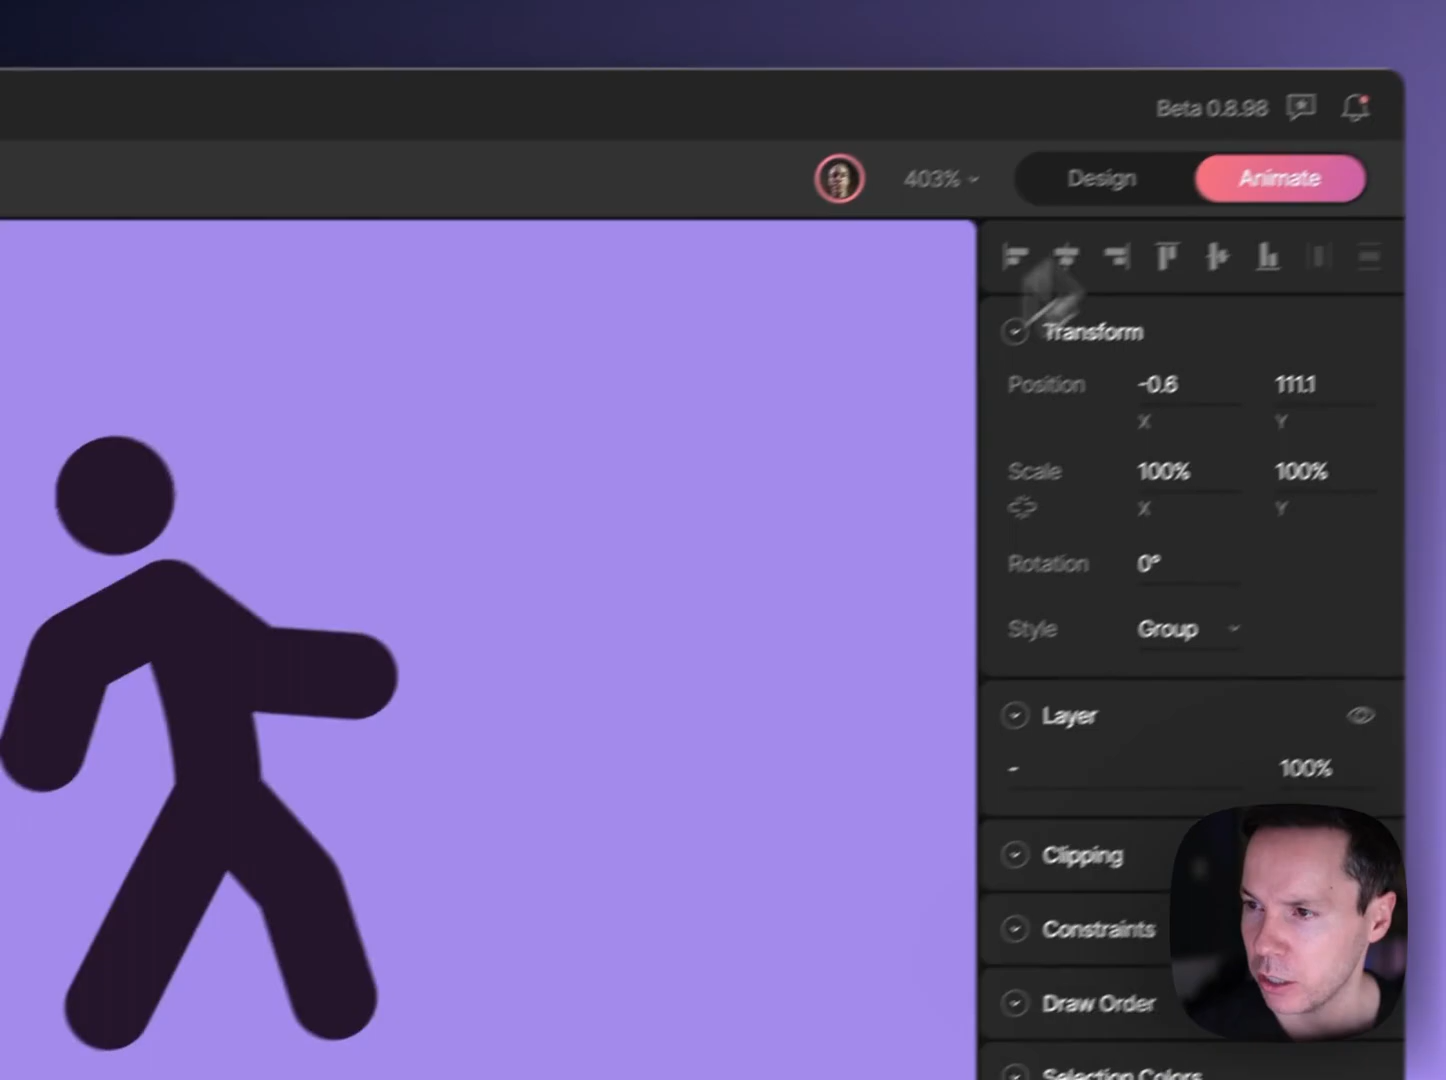 Beta 0.8.98
403% Design Animate
Transform
Position -0.6 111.1
X Y
Scale 100% 100%
X Y
Rotation 0°
Style Group
Layer
- 100%
Clipping
Constraints
Draw Order
Selection Colors